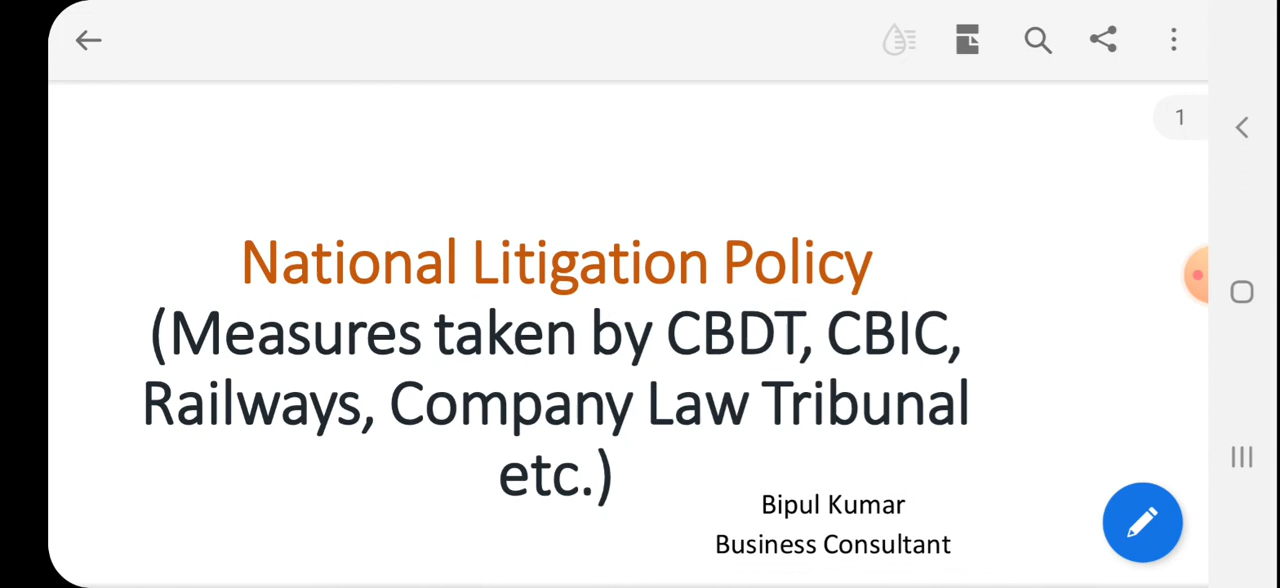 1
National Litigation Policy
(Measures taken by CBDT, CBIC,
Railways, Company Law Tribunal
etc.)
Bipul Kumar
Business Consultant